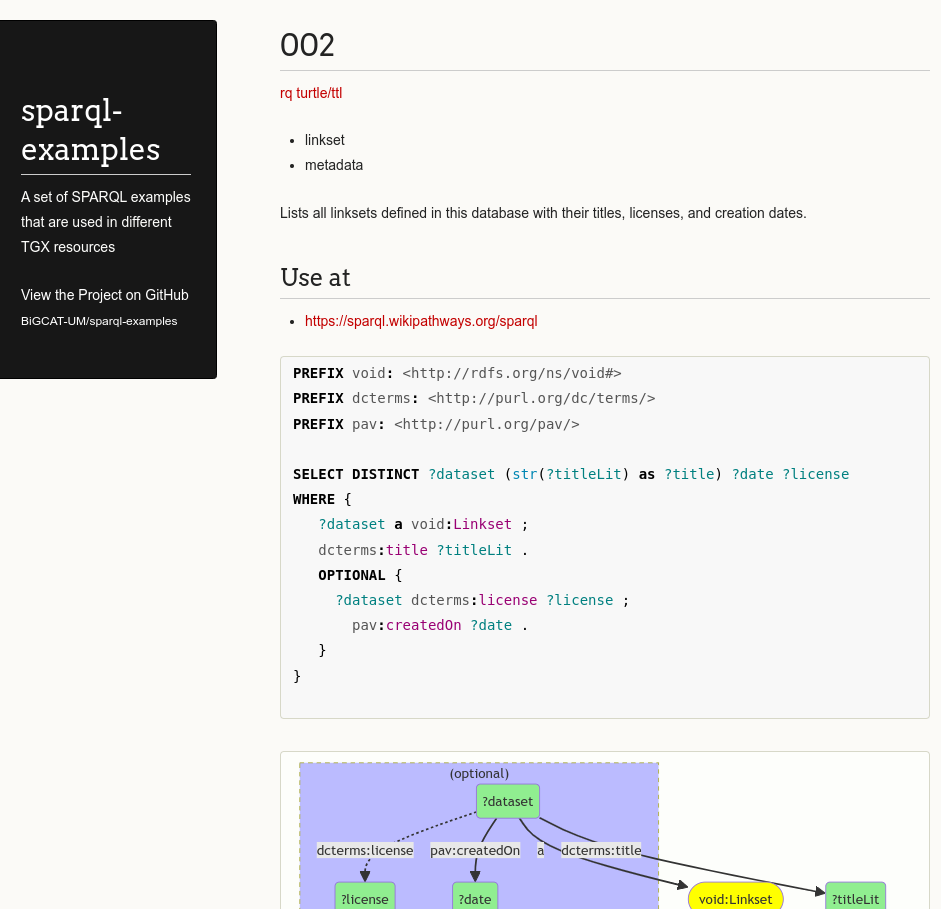 sparql-
examples
A set of SPARQL examples
that are used in different
TGX resources
View the Project on GitHub
BiGCAT-UM/sparql-examples
002
rq turtle/ttl
linkset
metadata
Lists all linksets defined in this database with their titles, licenses, and creation dates.
Use at
https://sparql.wikipathways.org/sparql
PREFIX void: <http://rdfs.org/ns/void#>
PREFIX dcterms: <http://purl.org/dc/terms/>
PREFIX pav: <http://purl.org/pav/>
SELECT DISTINCT ?dataset (str(?titleLit) as ?title) ?date ?license
WHERE {
?dataset a void:Linkset ;
dcterms:title ?titleLit .
OPTIONAL {
?dataset dcterms:license ?license ;
pav:createdOn ?date .
}
}
(optional)
?dataset
dcterms:license pav:createdOn a dcterms:title
?license ?date void:Linkset ?titleLit